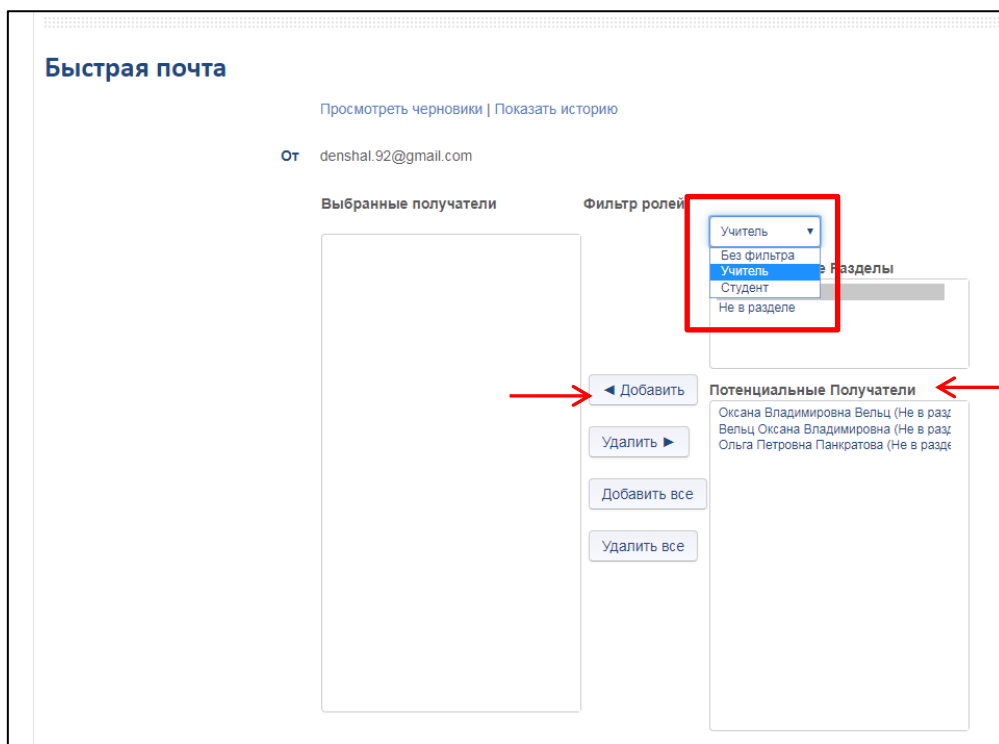 Быстрая почта
Просмотреть черновики | Показать историю
От denshal.92@gmail.com
Выбранные получатели
Фильтр ролей
Учитель ▼
Без фильтра
Учитель
Студент
Разделы
Не в разделе
◄ Добавить
Удалить ►
Добавить все
Удалить все
Потенциальные Получатели
Оксана Владимировна Вельц (Не в разд
Вельц Оксана Владимировна (Не в разд
Ольга Петровна Панкратова (Не в разде